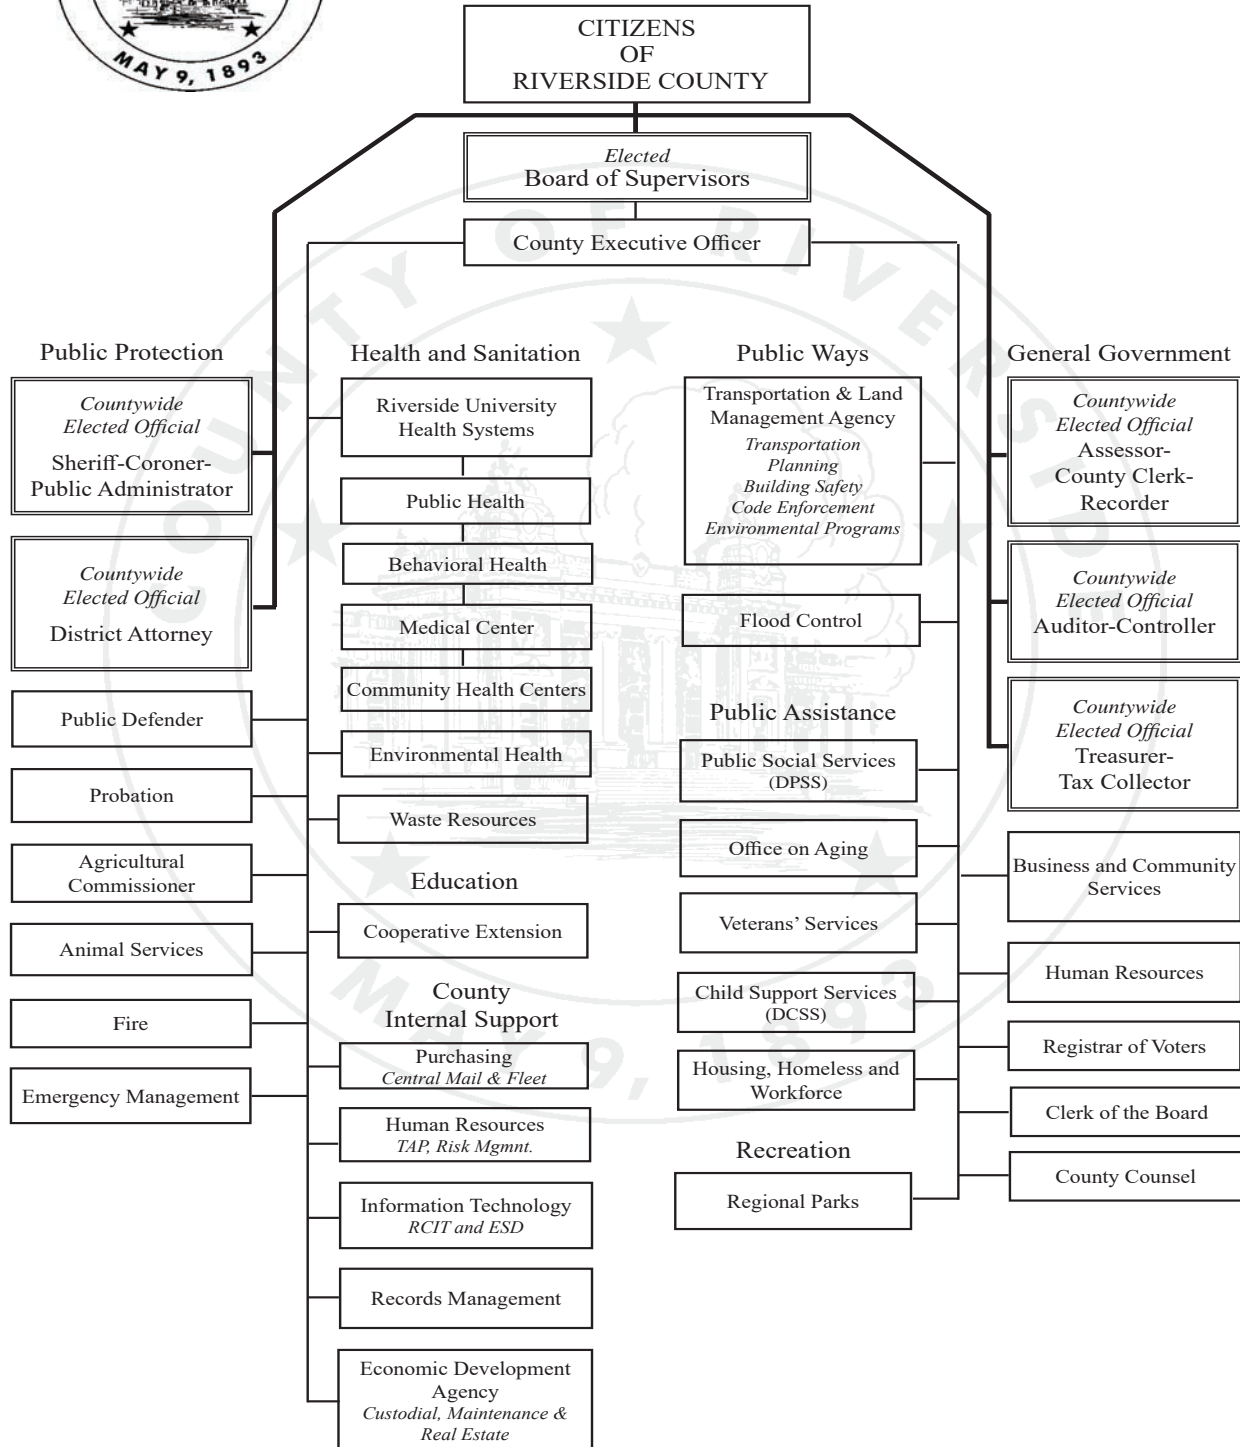 MAY 9, 1893
CITIZENS
OF
RIVERSIDE COUNTY
Elected
Board of Supervisors
County Executive Officer
COUNTY OF RIVERSIDE
MAY 9, 1893
Public Protection
Countywide
Elected Official
Sheriff-Coroner-
Public Administrator
Countywide
Elected Official
District Attorney
Public Defender
Probation
Agricultural
Commissioner
Animal Services
Fire
Emergency Management
Health and Sanitation
Riverside University
Health Systems
Public Health
Behavioral Health
Medical Center
Community Health Centers
Environmental Health
Waste Resources
Education
Cooperative Extension
County
Internal Support
Purchasing
Central Mail & Fleet
Human Resources
TAP, Risk Mgmnt.
Information Technology
RCIT and ESD
Records Management
Economic Development
Agency
Custodial, Maintenance &
Real Estate
Public Ways
Transportation & Land
Management Agency
Transportation
Planning
Building Safety
Code Enforcement
Environmental Programs
Flood Control
Public Assistance
Public Social Services
(DPSS)
Office on Aging
Veterans’ Services
Child Support Services
(DCSS)
Housing, Homeless and
Workforce
Recreation
Regional Parks
General Government
Countywide
Elected Official
Assessor-
County Clerk-
Recorder
Countywide
Elected Official
Auditor-Controller
Countywide
Elected Official
Treasurer-
Tax Collector
Business and Community
Services
Human Resources
Registrar of Voters
Clerk of the Board
County Counsel